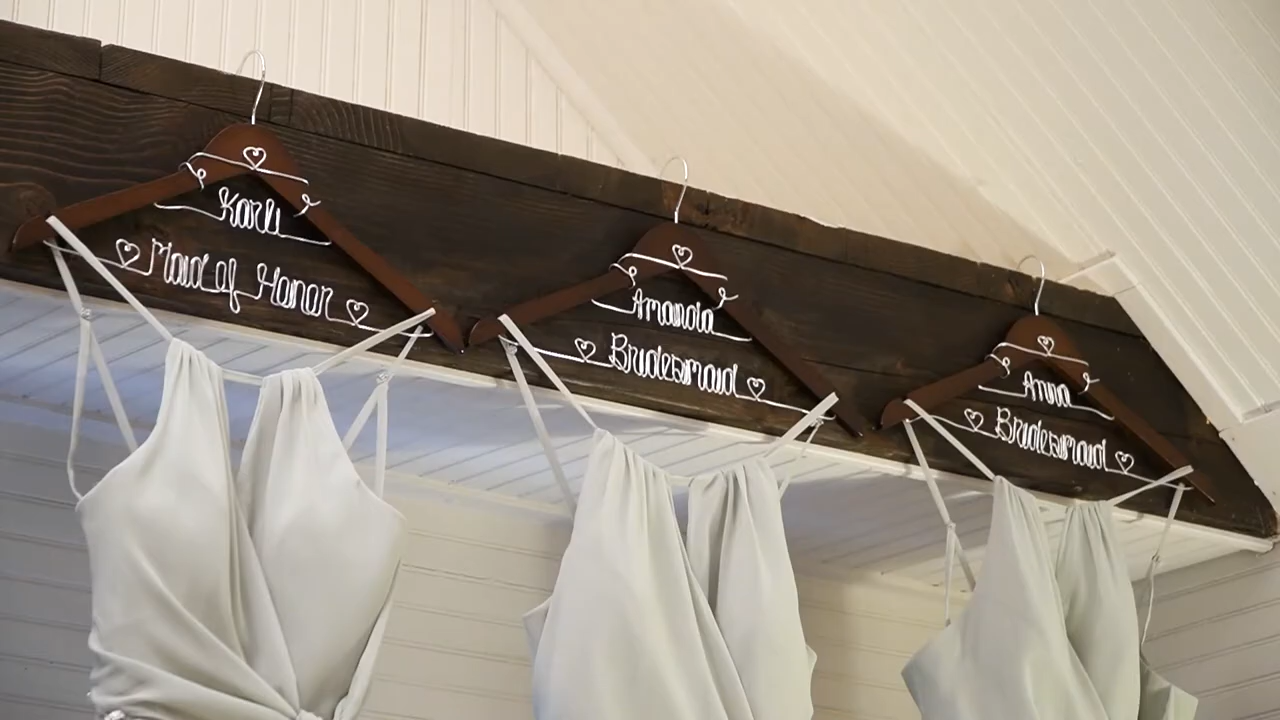 Karli
Maid of Honor
Amanda
Bridesmaid
Anna
Bridesmaid